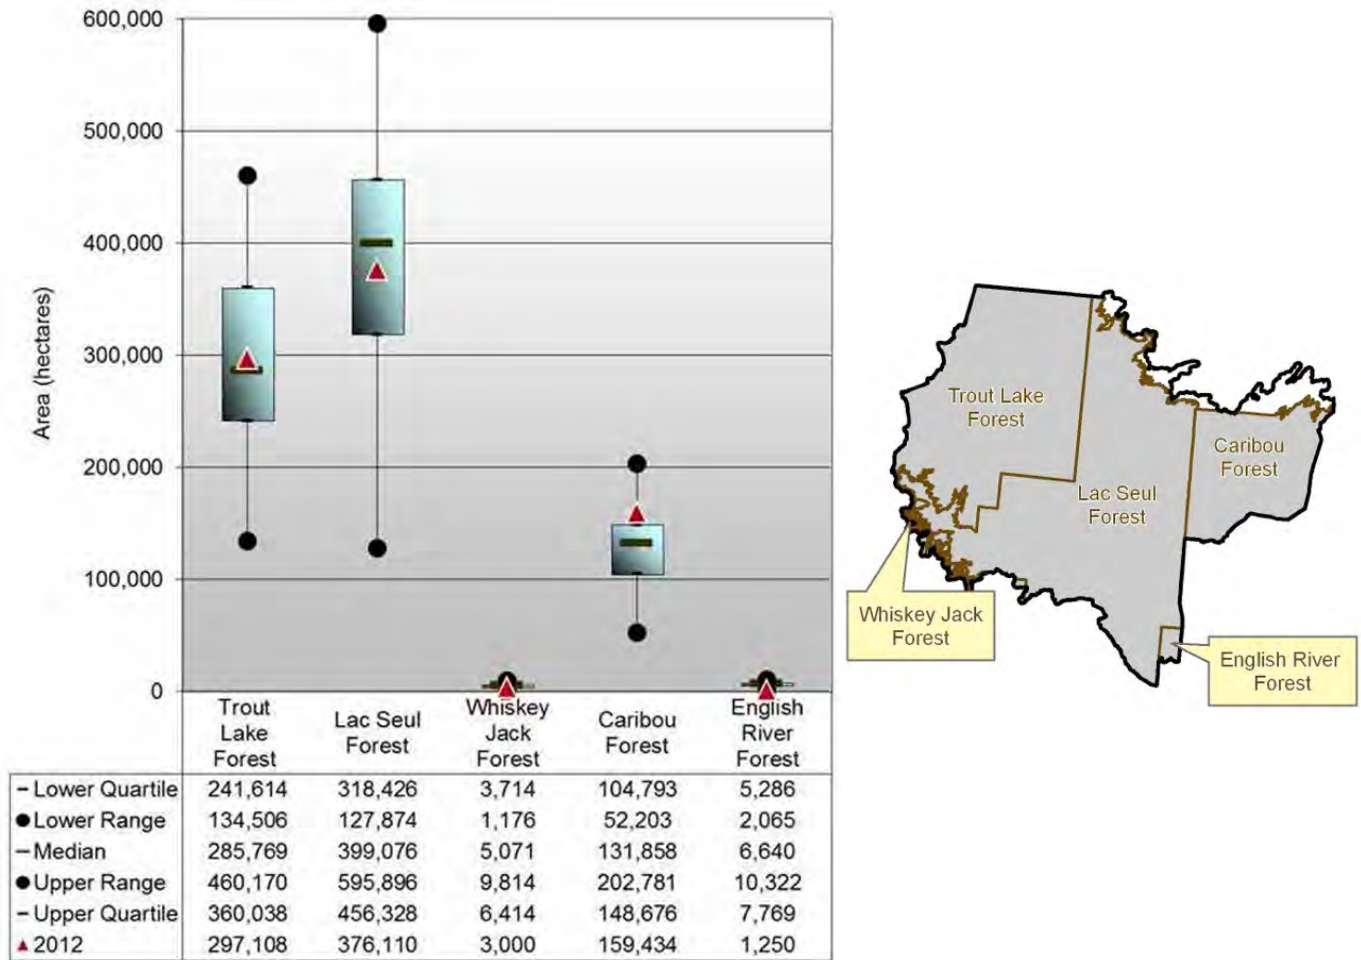 600,000
500,000
400,000
300,000
200,000
100,000
0
Area (hectares)
Trout Lake Forest
Lac Seul Forest
Whiskey Jack Forest
Caribou Forest
English River Forest
Lower Quartile 241,614 318,426 3,714 104,793 5,286
Lower Range 134,506 127,874 1,176 52,203 2,065
Median 285,769 399,076 5,071 131,858 6,640
Upper Range 460,170 595,896 9,814 202,781 10,322
Upper Quartile 360,038 456,328 6,414 148,676 7,769
2012 297,108 376,110 3,000 159,434 1,250
Trout Lake
Forest
Caribou
Forest
Lac Seul
Forest
Whiskey Jack
Forest
English River
Forest